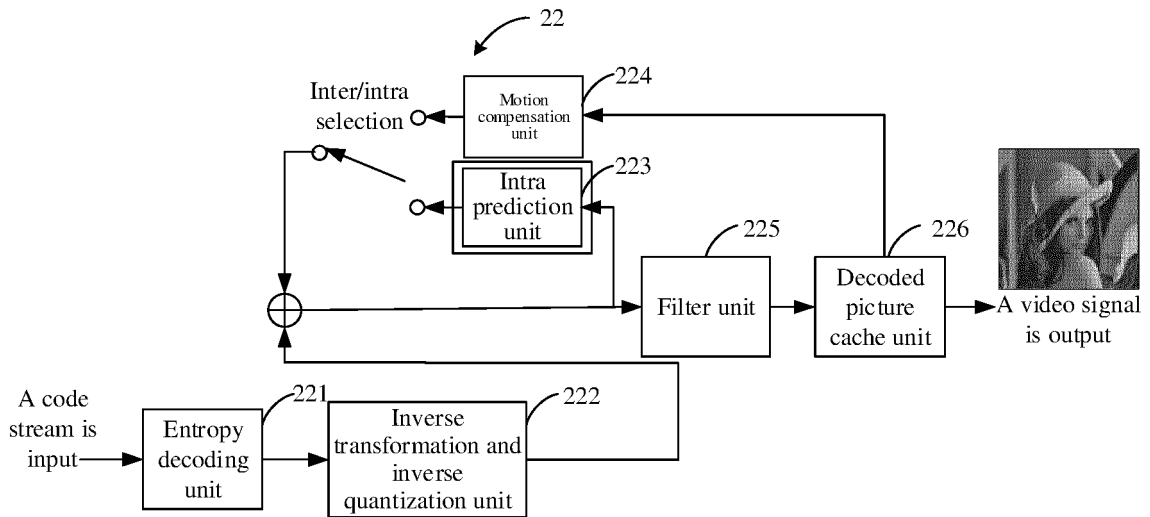 22
224
Inter/intra
selection
Motion
compensation
unit
223
Intra
prediction
unit
225
226
Filter unit
Decoded
picture
cache unit
A video signal
is output
A code
stream is
input
221
Entropy
decoding
unit
222
Inverse
transformation and
inverse
quantization unit